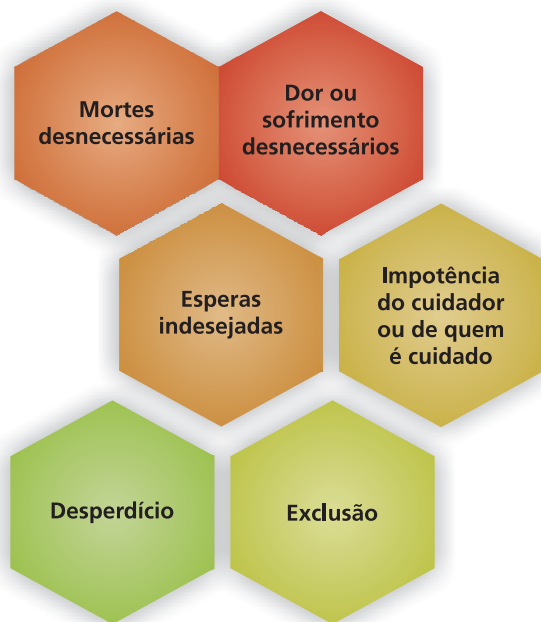 Mortes
desnecessárias
Dor ou
sofrimento
desnecessários
Esperas
indesejadas
Impotência
do cuidador
ou de quem
é cuidado
Desperdício
Exclusão